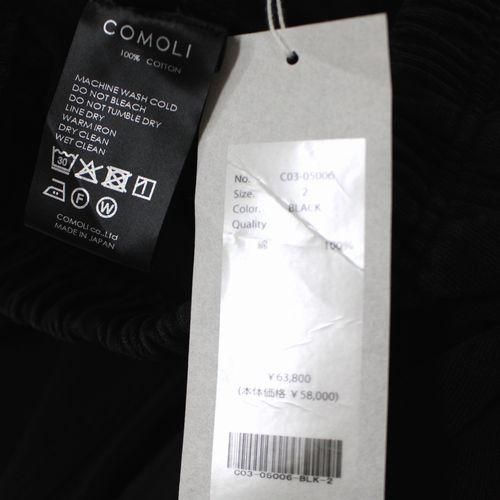 COMOLI
100% COTTON
MACHINE WASH COLD
DO NOT BLEACH
DO NOT TUMBLE DRY
LINE DRY
WARM IRON
DRY CLEAN
WET CLEAN
30
F
W
COMOLI co.,Ltd
MADE IN JAPAN
No. C03-05006
Size. 2
Color. BLACK
Quality
綿 100%
¥63,800
(本体価格 ¥58,000)
C03-05006-BLK-2